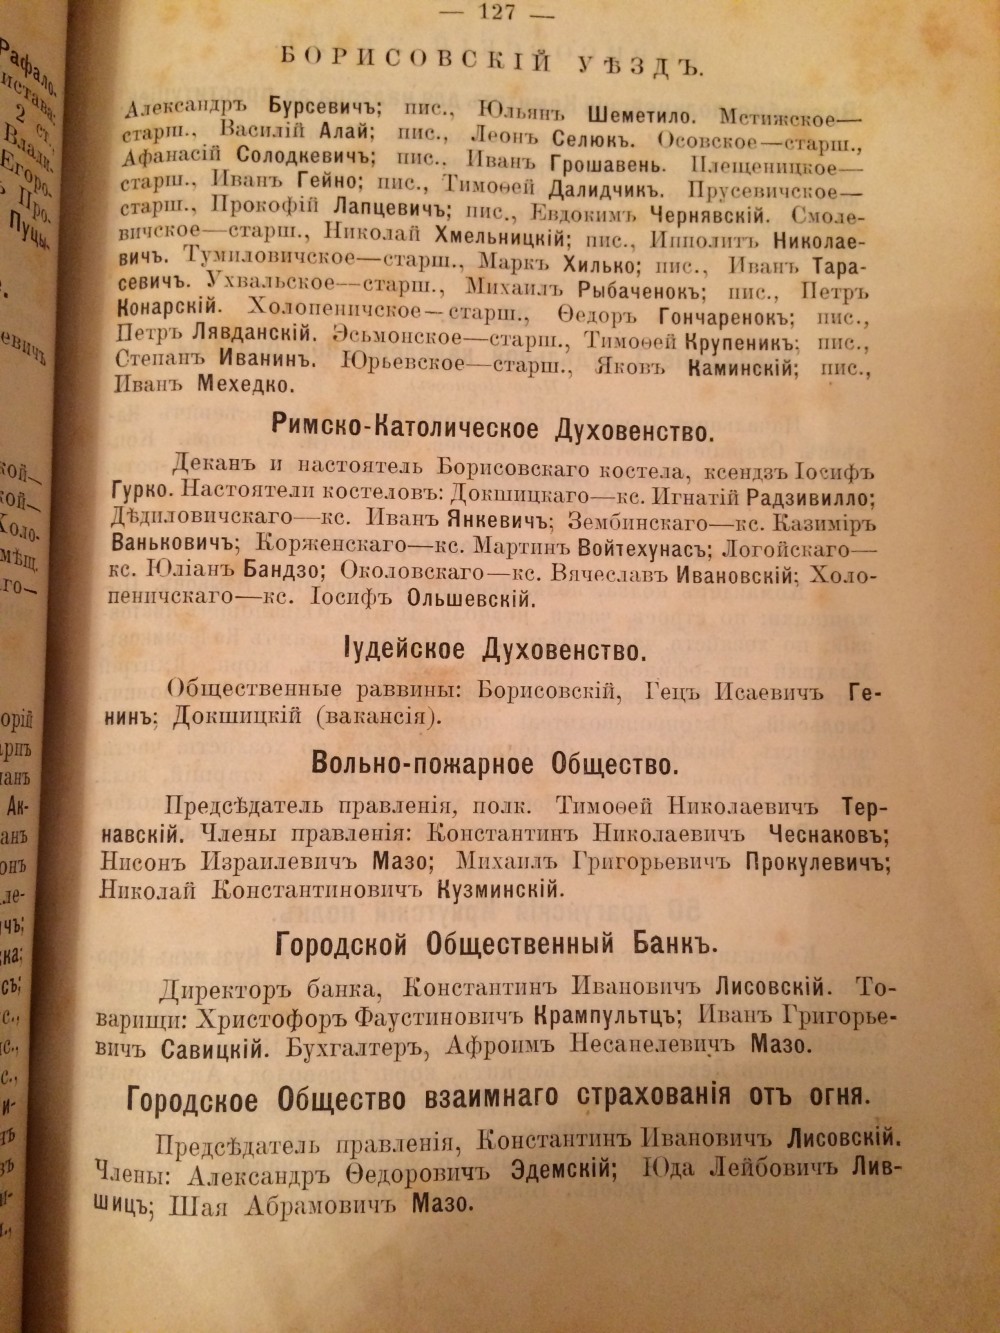 — 127 —
БОРИСОВСКІЙ УѢЗДЪ.
Александръ Бурсевичъ; пис., Юльянъ Шеметило. Мстижское—
старш., Василій Алай; пис., Леонъ Селюк. Осовское—старш.,
Афанасій Солодкевичъ; пис., Иванъ Грошавень. Плещеницкое—
старш., Иванъ Гейно; пис., Тимоѳей Далидчик. Прусевичское—
старш., Прокофій Лапцевичъ; пис., Евдокимъ Чернявскій. Смоле-
вичское—старш., Николай Хмельницкій; пис., Ипполитъ Николае-
вичъ. Тумиловичское—старш., Маркъ Хилько; пис., Иванъ Тара-
севичъ. Ухвальское—старш., Михаилъ Рыбаченокъ; пис., Петръ
Конарскій. Холопеничское—старш., Ѳедоръ Гончаренокъ; пис.,
Петръ Лявданскій. Эсьмонское—старш., Тимоѳей Крупеникъ; пис.,
Степанъ Иванин. Юрьевское—старш., Яковъ Каминскій; пис.,
Иванъ Мехедко.
Римско-Католическое Духовенство.
Деканъ и настоятель Борисовскаго костела, ксендзъ Іосифъ
Гурко. Настоятели костеловъ: Докшицкаго—кс. Игнатій Радзивилло;
Дѣдиловичскаго—кс. Иванъ Янкевичъ; Зембинскаго—кс. Казиміръ
Ваньковичъ; Корженскаго—кс. Мартинъ Войтехунасъ; Логойскаго—
кс. Юліанъ Бандзо; Околовскаго—кс. Вячеславъ Ивановскій; Холо-
пеничскаго—кс. Іосифъ Ольшевскій.
Іудейское Духовенство.
Общественные раввины: Борисовскій, Гецъ Исаевичъ Ге-
нинъ; Докшицкій (вакансія).
Вольно-пожарное Общество.
Предсѣдатель правленія, полк. Тимоѳей Николаевичъ Тер-
навскій. Члены правленія: Константинъ Николаевичъ Чеснаковъ;
Нисонъ Израилевичъ Мазо; Михаилъ Григорьевичъ Прокулевичъ;
Николай Константиновичъ Кузминскій.
Городской Общественный Банкъ.
Директоръ банка, Константинъ Ивановичъ Лисовскій. То-
варищи: Христофоръ Фаустиновичъ Крампультцъ; Иванъ Григорье-
вичъ Савицкій. Бухгалтеръ, Афроимъ Несанелевичъ Мазо.
Городское Общество взаимнаго страхованія отъ огня.
Предсѣдатель правленія, Константинъ Ивановичъ Лисовскій.
Члены: Александръ Ѳедоровичъ Эдемскій; Юда Лейбовичъ Лив-
шицъ; Шая Абрамовичъ Мазо.